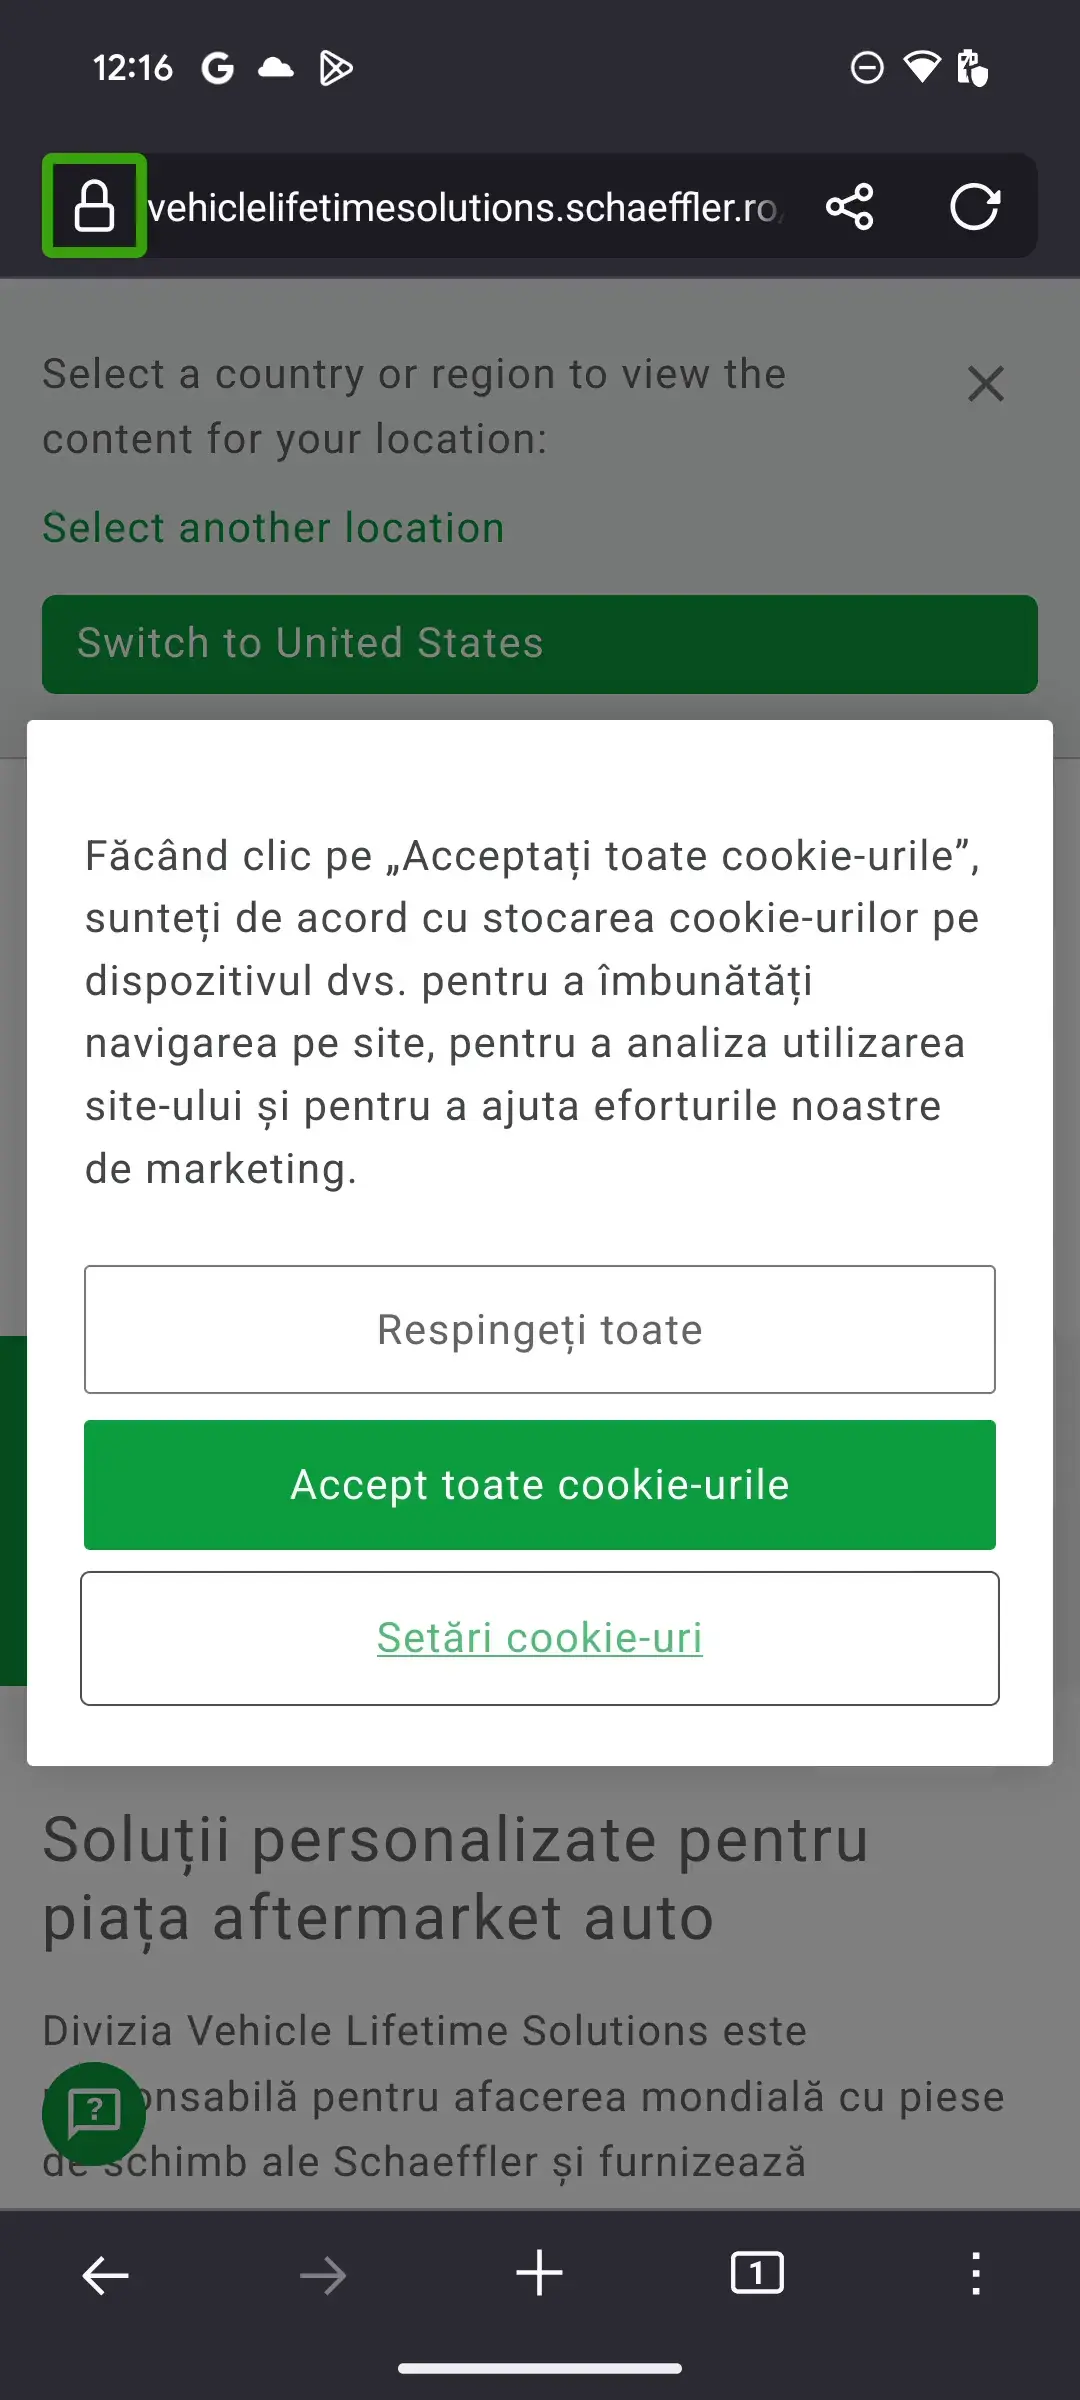 12:16
vehiclelifetimesolutions.schaeffler.ro
Select a country or region to view the
content for your location:
Select another location
Switch to United States
Făcând clic pe „Acceptați toate cookie-urile”,
sunteți de acord cu stocarea cookie-urilor pe
dispozitivul dvs. pentru a îmbunătăți
navigarea pe site, pentru a analiza utilizarea
site-ului și pentru a ajuta eforturile noastre
de marketing.
Respingeți toate
Accept toate cookie-urile
Setări cookie-uri
Soluții personalizate pentru
piața aftermarket auto
Divizia Vehicle Lifetime Solutions este
pentru afacerea mondială cu piese
de schimb ale Schaeffler și furnizează
1